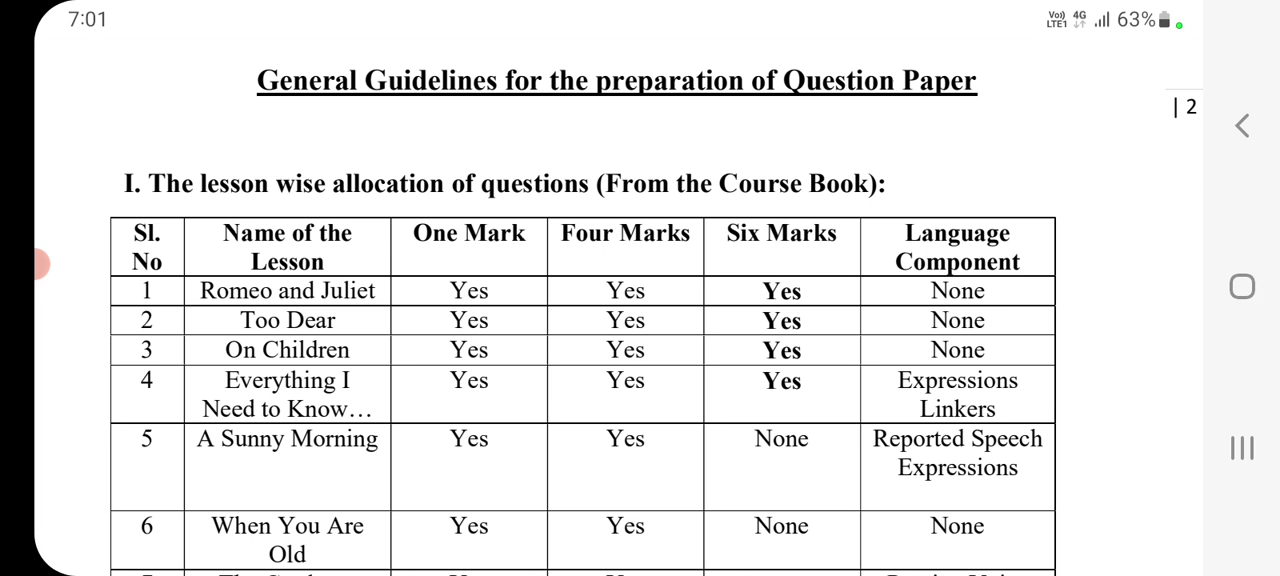 7:01
Vo)) 4G 63%
LTE1
General Guidelines for the preparation of Question Paper
| 2
I. The lesson wise allocation of questions (From the Course Book):
Sl. No Name of the Lesson One Mark Four Marks Six Marks Language Component
1 Romeo and Juliet Yes Yes Yes None
2 Too Dear Yes Yes Yes None
3 On Children Yes Yes Yes None
4 Everything I Yes Yes Yes Expressions
Need to Know… Linkers
5 A Sunny Morning Yes Yes None Reported Speech
Expressions
6 When You Are Yes Yes None None
Old